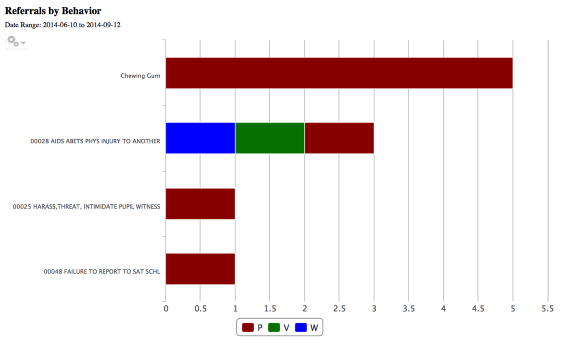 Referrals by Behavior
Date Range: 2014-06-10 to 2014-09-12
Chewing Gum
00028 AIDS ABETS PHYS INJURY TO ANOTHER
00025 HARASS,THREAT, INTIMIDATE PUPIL WITNESS
00048 FAILURE TO REPORT TO SAT SCHL
0 0.5 1 1.5 2 2.5 3 3.5 4 4.5 5 5.5
P V W